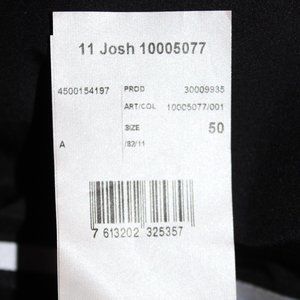 11 Josh 10005077
4500154197 PROD 30009935
ART/COL 10005077/001
SIZE 50
A /82/11
7 613202 325357